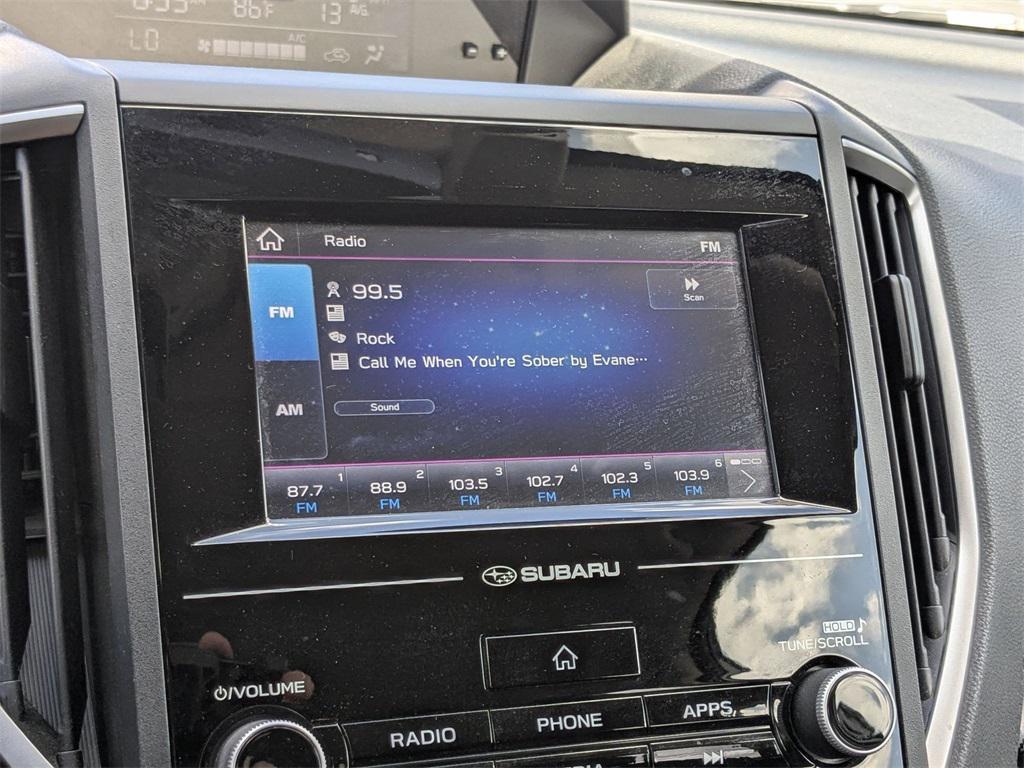 86°F 13 AVG.
LO A/C
Radio FM
FM
99.5
Scan
Rock
Call Me When You're Sober by Evane···
AM
Sound
87.7 1 88.9 2 103.5 3 102.7 4 102.3 5 103.9 6
FM FM FM FM FM FM
SUBARU
HOLD
TUNE/SCROLL
/VOLUME
RADIO PHONE APPS